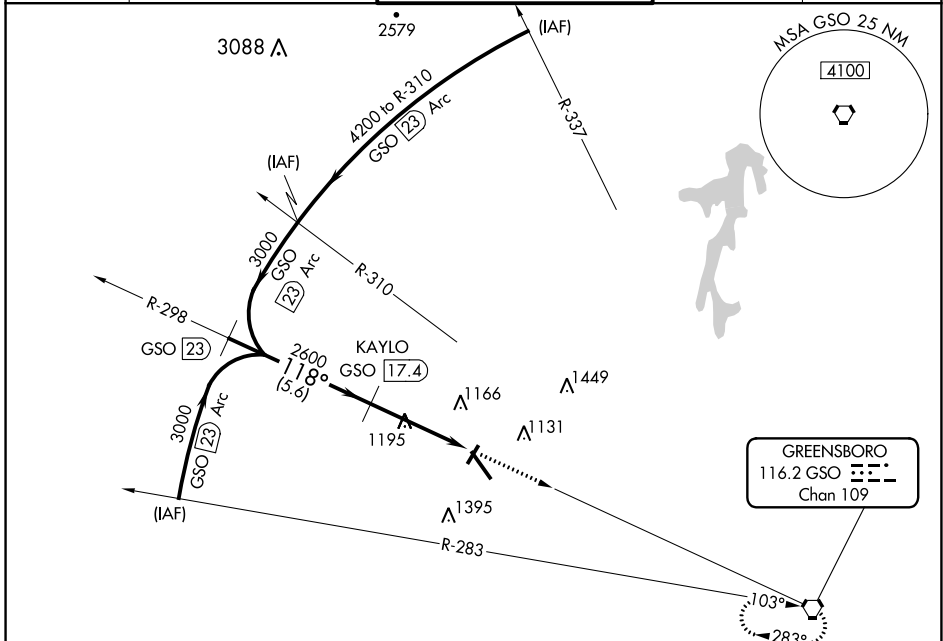 3088
2579
(IAF)
MSA GSO 25 NM
4100
4200 to R-310
GSO 23 Arc
R-337
(IAF)
3000
GSO
23 Arc
R-310
R-298
GSO 23
2600
118°
(5.6)
KAYLO
GSO 17.4
1166
1449
1195
1131
3000
GSO 23 Arc
GREENSBORO
116.2 GSO
Chan 109
(IAF)
1395
R-283
103°
283°